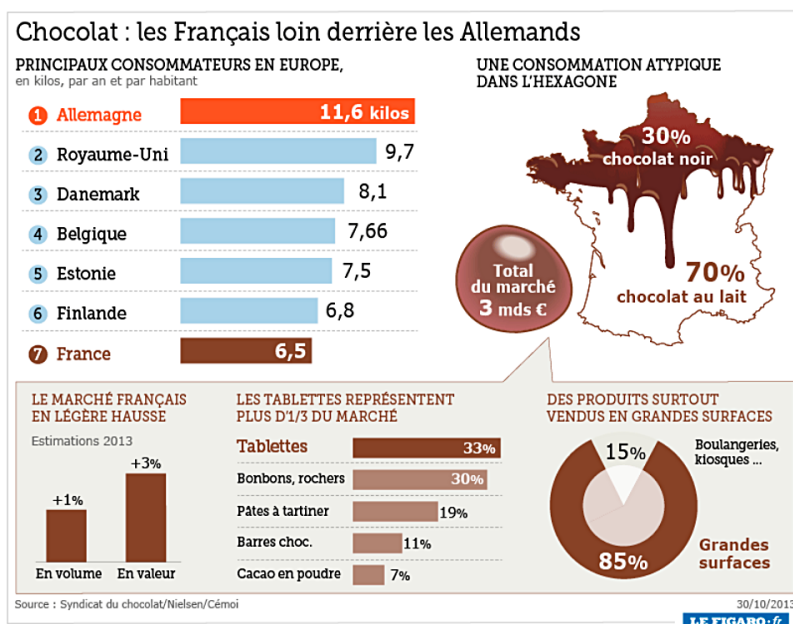 Chocolat : les Français loin derrière les Allemands
PRINCIPAUX CONSOMMATEURS EN EUROPE,
en kilos, par an et par habitant
1 Allemagne 11,6 kilos
2 Royaume-Uni 9,7
3 Danemark 8,1
4 Belgique 7,66
5 Estonie 7,5
6 Finlande 6,8
7 France 6,5
UNE CONSOMMATION ATYPIQUE
DANS L'HEXAGONE
30%
chocolat noir
70%
chocolat au lait
Total
du marché
3 mds €
LE MARCHÉ FRANÇAIS
EN LÉGÈRE HAUSSE
Estimations 2013
+1%
+3%
En volume En valeur
LES TABLETTES REPRÉSENTENT
PLUS D'1/3 DU MARCHÉ
Tablettes 33%
Bonbons, rochers 30%
Pâtes à tartiner 19%
Barres choc. 11%
Cacao en poudre 7%
DES PRODUITS SURTOUT
VENDUS EN GRANDES SURFACES
15%
Boulangeries,
kiosques ...
85%
Grandes
surfaces
Source : Syndicat du chocolat/Nielsen/Cémoi
30/10/2013
LE FIGARO·fr